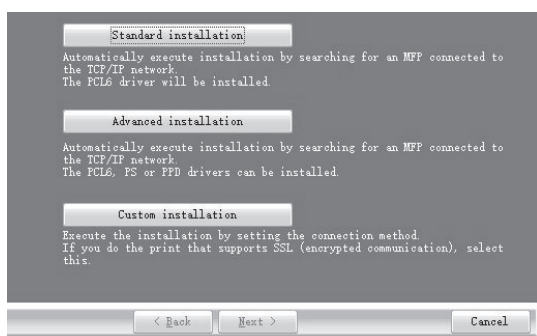 Standard installation
Automatically execute installation by searching for an MFP connected to
the TCP/IP network.
The PCL6 driver will be installed.
Advanced installation
Automatically execute installation by searching for an MFP connected to
the TCP/IP network.
The PCL6, PS or PPD drivers can be installed.
Custom installation
Execute the installation by setting the connection method.
If you do the print that supports SSL (encrypted communication), select
this.
< Back Next > Cancel